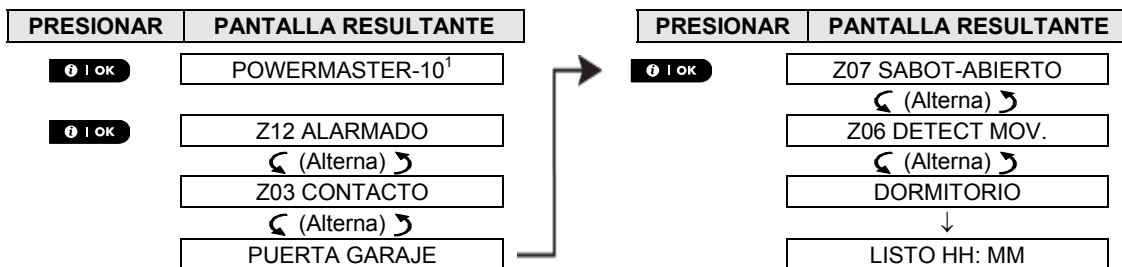 PRESIONAR PANTALLA RESULTANTE
I OK POWERMASTER-10¹
I OK Z12 ALARMADO
(Alterna)
Z03 CONTACTO
(Alterna)
PUERTA GARAJE
PRESIONAR PANTALLA RESULTANTE
I OK Z07 SABOT-ABIERTO
(Alterna)
Z06 DETECT MOV.
(Alterna)
DORMITORIO
↓
LISTO HH: MM